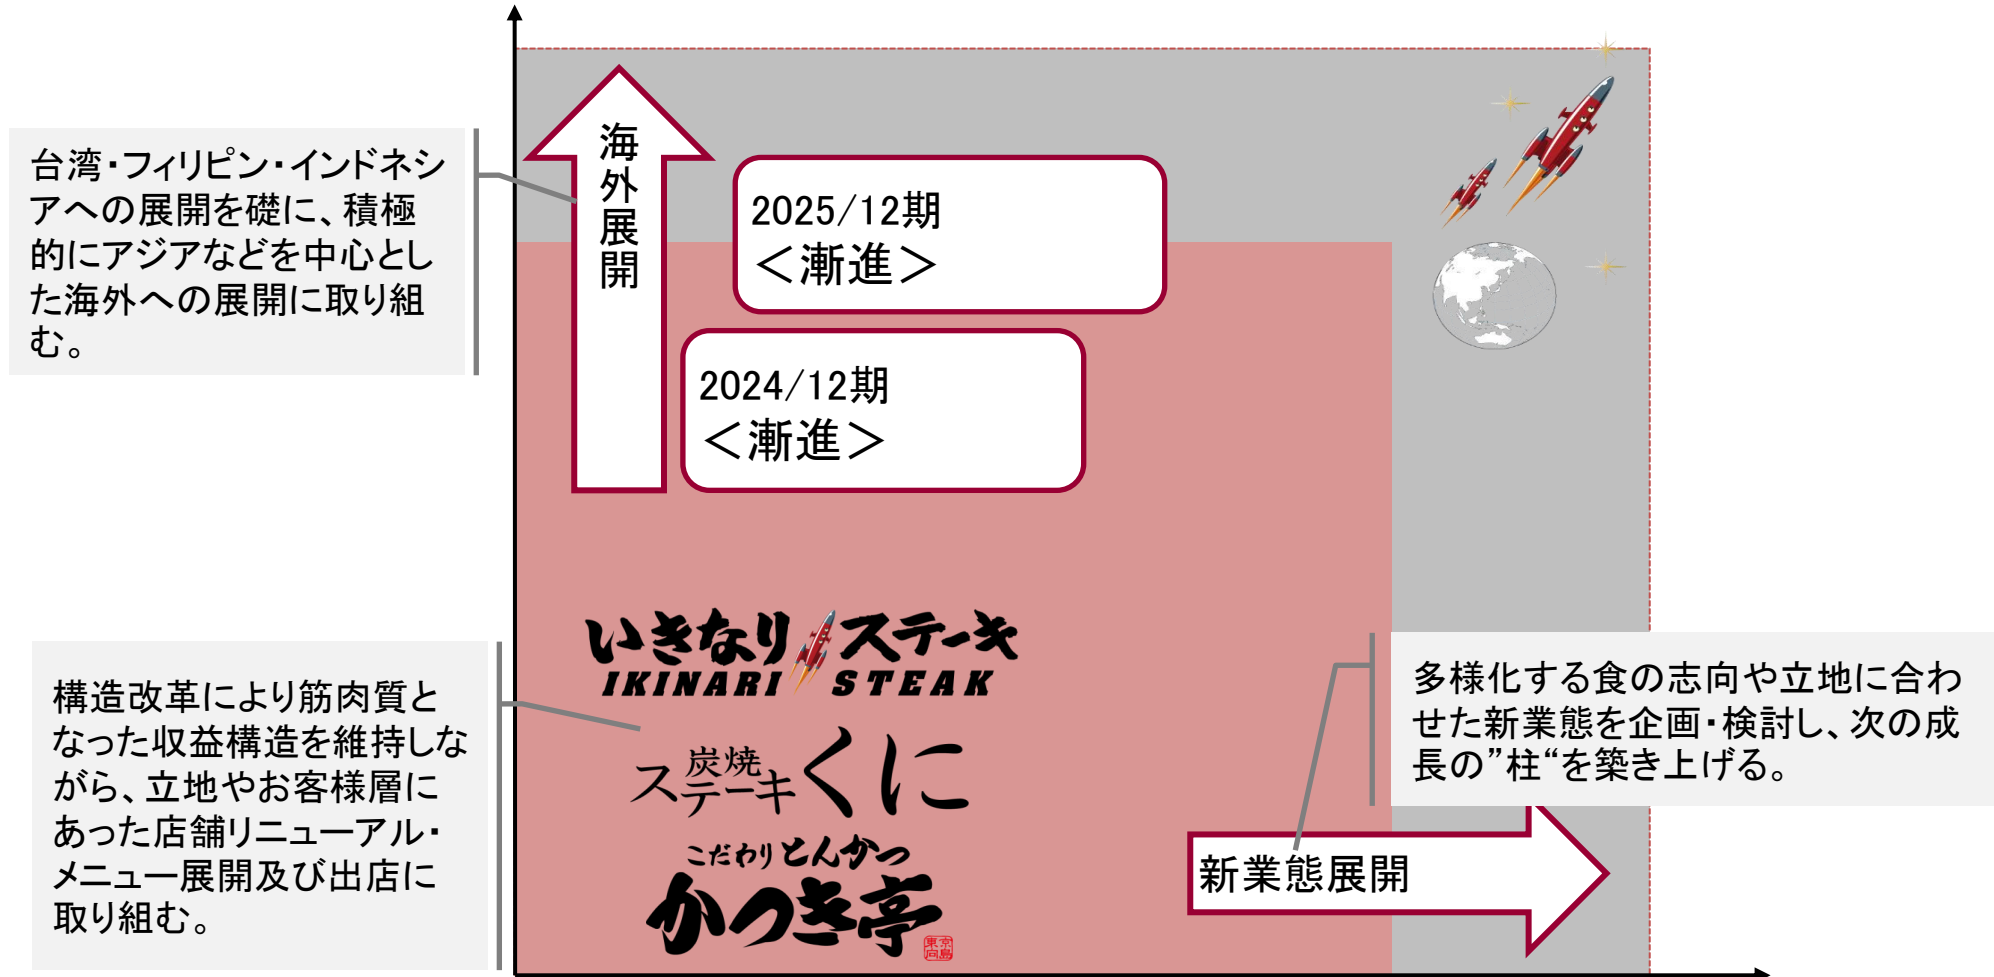 台湾・フィリピン・インドネシ
アへの展開を礎に、積極
的にアジアなどを中心とし
た海外への展開に取り組
む。
海外展開
2025/12期
＜漸進＞
2024/12期
＜漸進＞
いきなりステーキ
IKINARI STEAK
炭焼
ステーキくに
こだわりとんかつ
かつき亭
東京
向島
構造改革により筋肉質と
なった収益構造を維持しな
がら、立地やお客様層に
あった店舗リニューアル・
メニュー展開及び出店に
取り組む。
多様化する食の志向や立地に合わ
せた新業態を企画・検討し、次の成
長の”柱“を築き上げる。
新業態展開